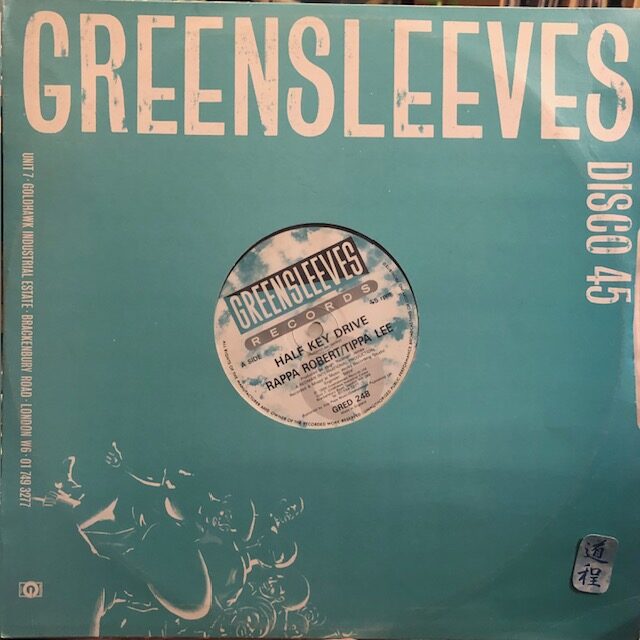 GREENSLEEVES
DISCO 45
UNIT 7 · GOLDHAWK INDUSTRIAL ESTATE · BRACKENBURY ROAD · LONDON W6 · 01 749 3277
GREENSLEEVES
RECORDS
A SIDE
45 RPM
HALF KEY DRIVE
RAPPA ROBERT/TIPPA LEE
GRED 248
道
程
G